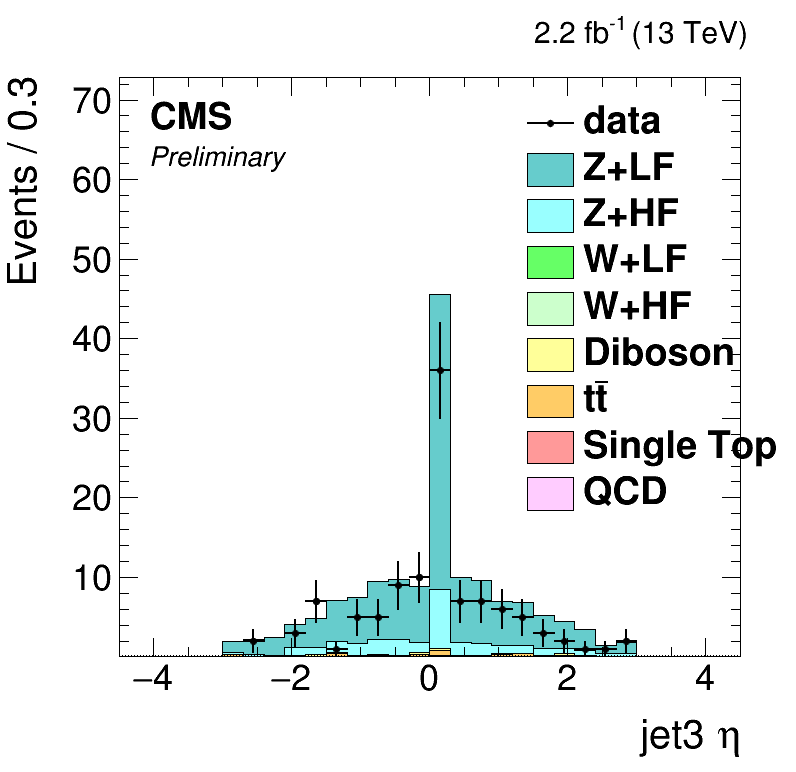 2.2 fb-1 (13 TeV)
Events / 0.3
CMS
Preliminary
data
Z+LF
Z+HF
W+LF
W+HF
Diboson
tt̄
Single Top
QCD
70
60
50
40
30
20
10
−4 −2 0 2 4
jet3 η